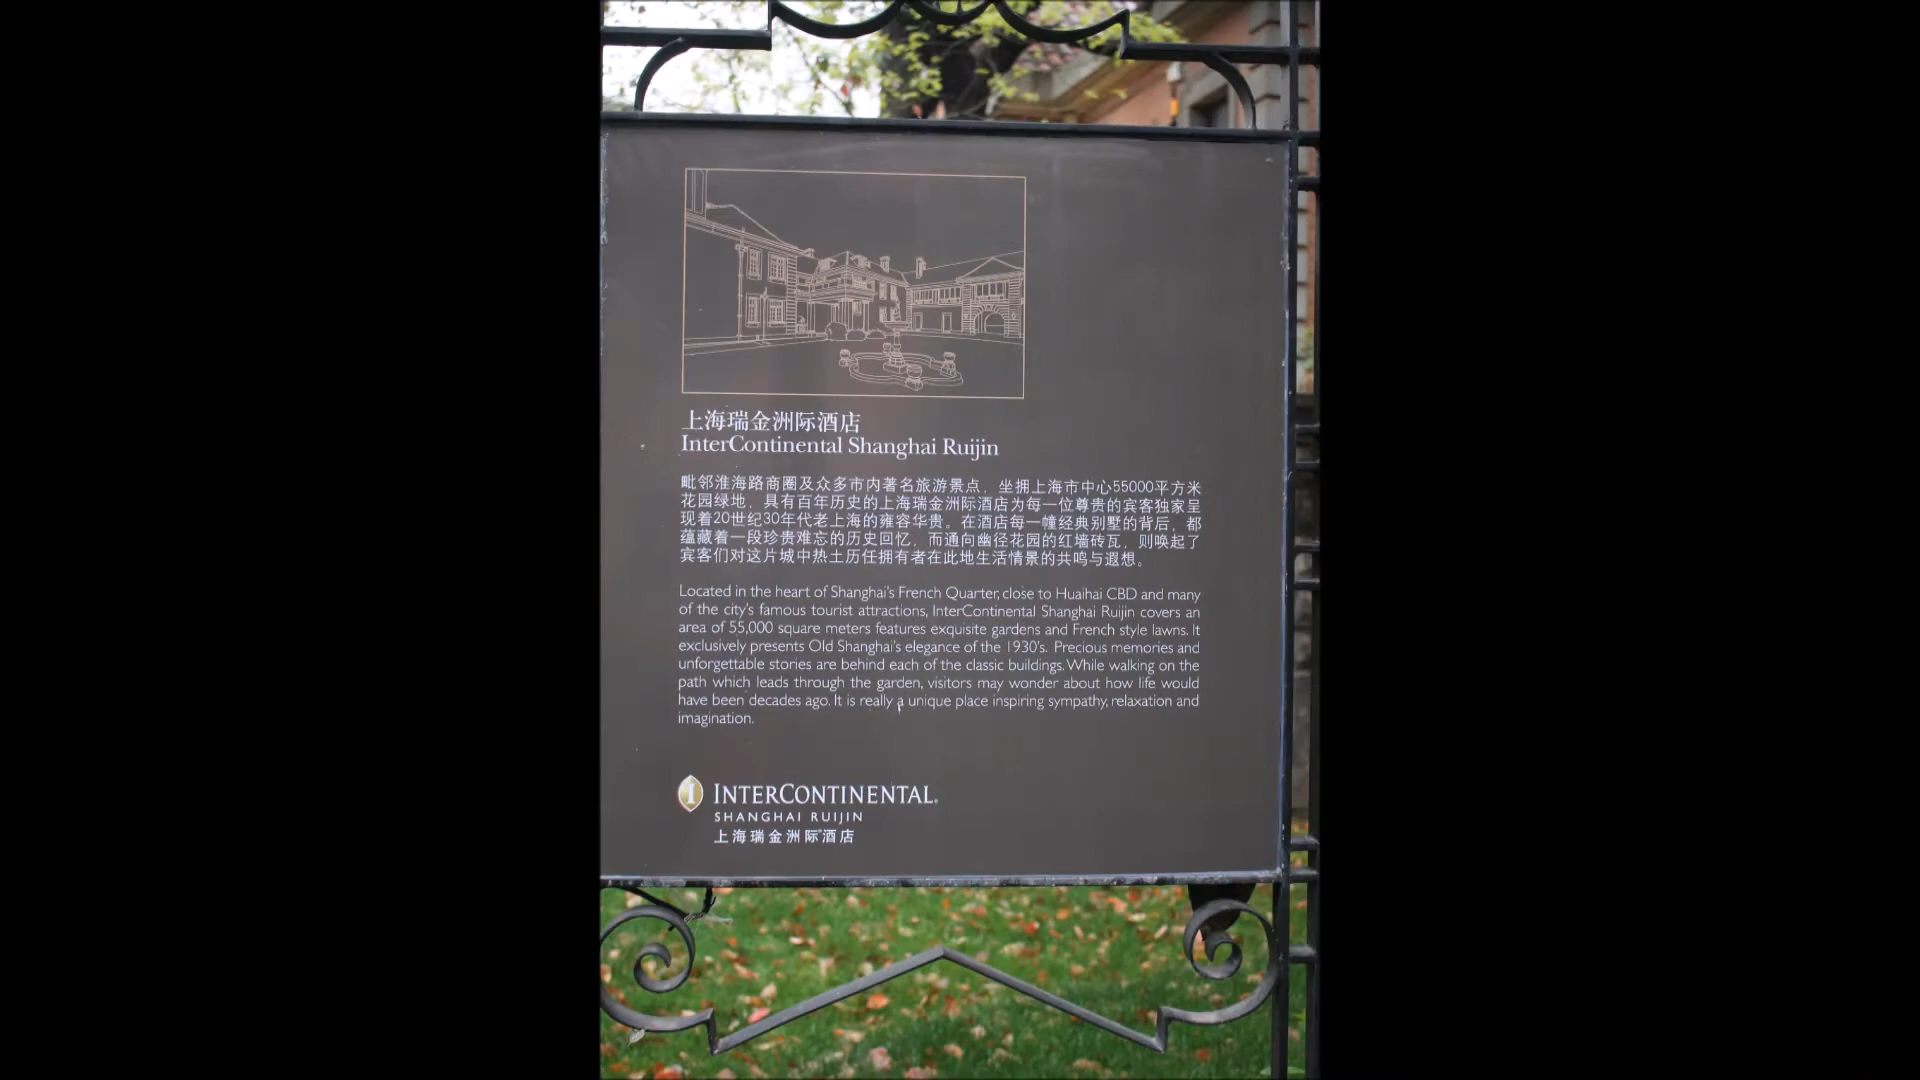 上海瑞金洲际酒店
InterContinental Shanghai Ruijin
毗邻淮海路商圈及众多市内著名旅游景点，坐拥上海市中心55000平方米
花园绿地，具有百年历史的上海瑞金洲际酒店为每一位尊贵的宾客独家呈
现着20世纪30年代老上海的雍容华贵。在酒店每一幢经典别墅的背后，都
蕴藏着一段珍贵难忘的历史回忆，而通向幽径花园的红墙砖瓦，则唤起了
宾客们对这片城中热土历任拥有者在此地生活情景的共鸣与遐想。
Located in the heart of Shanghai's French Quarter, close to Huaihai CBD and many
of the city's famous tourist attractions, InterContinental Shanghai Ruijin covers an
area of 55,000 square meters features exquisite gardens and French style lawns. It
exclusively presents Old Shanghai's elegance of the 1930's. Precious memories and
unforgettable stories are behind each of the classic buildings. While walking on the
path which leads through the garden, visitors may wonder about how life would
have been decades ago. It is really a unique place inspiring sympathy, relaxation and
imagination.
I INTERCONTINENTAL.
SHANGHAI RUIJIN
上海瑞金洲际酒店